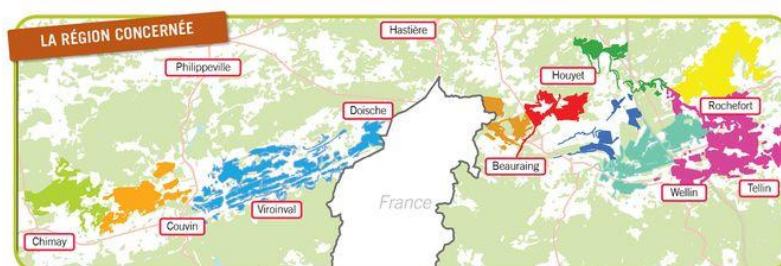 LA RÉGION CONCERNÉE
Hastière
Philippeville
Houyet
Doische
Rochefort
Beauraing
France
Viroinval
Couvin
Wellin
Tellin
Chimay